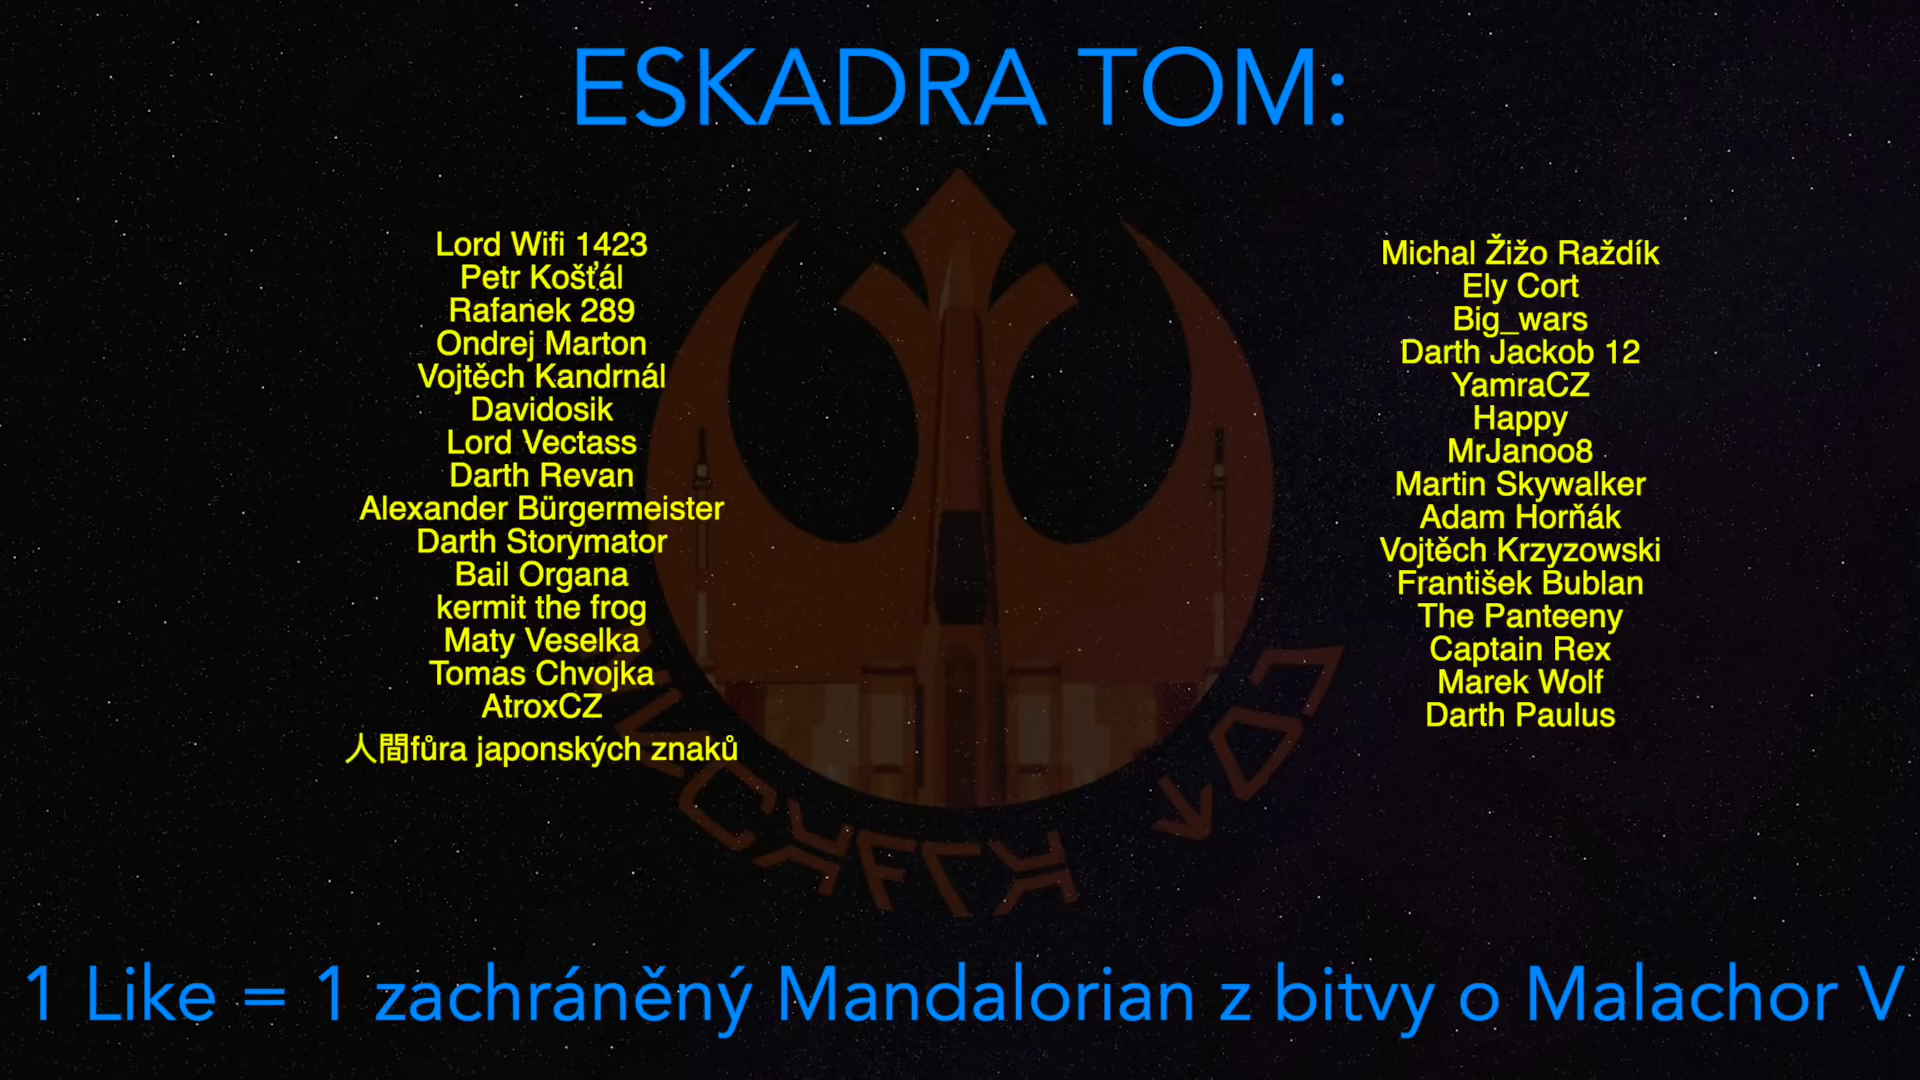 ESKADRA TOM:
Lord Wifi 1423
Petr Košťál
Rafanek 289
Ondrej Marton
Vojtěch Kandrnál
Davidosik
Lord Vectass
Darth Revan
Alexander Bürgermeister
Darth Storymator
Bail Organa
kermit the frog
Maty Veselka
Tomas Chvojka
AtroxCZ
人間fůra japonských znaků
Michal Žižo Raždík
Ely Cort
Big_wars
Darth Jackob 12
YamraCZ
Happy
MrJanoo8
Martin Skywalker
Adam Horňák
Vojtěch Krzyzowski
František Bublan
The Panteeny
Captain Rex
Marek Wolf
Darth Paulus
1 Like = 1 zachráněný Mandalorian z bitvy o Malachor V